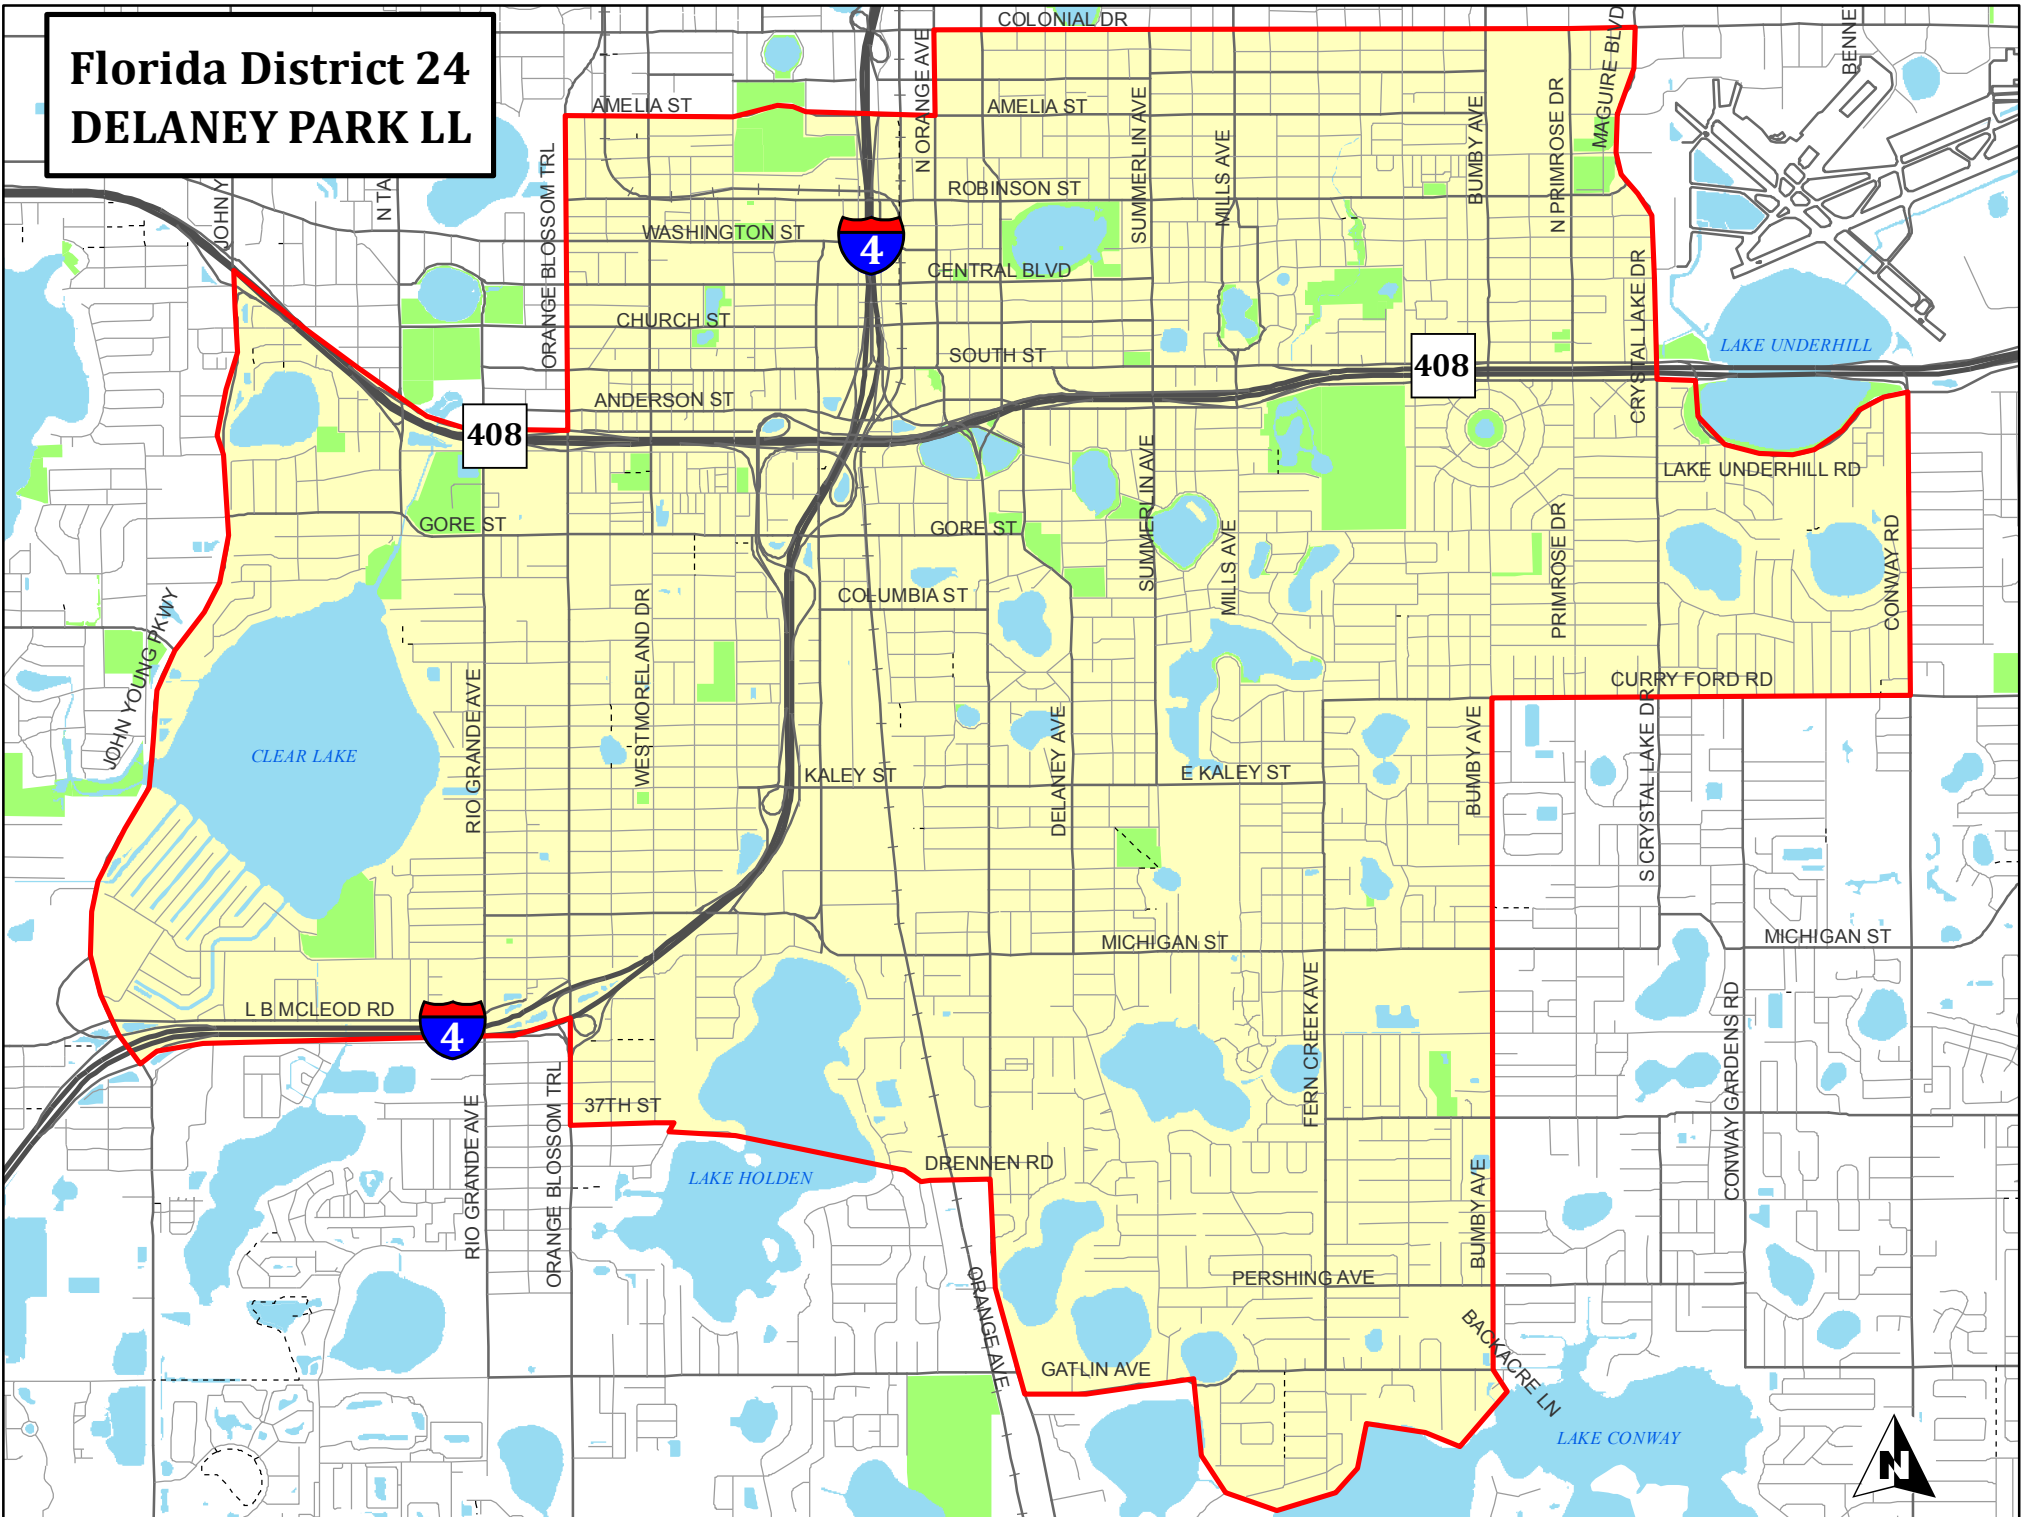 Florida District 24
DELANEY PARK LL
COLONIAL DR
N ORANGE AVE
MAGUIRE BLVD
BENNE
AMELIA ST
AMELIA ST
SUMMERLIN AVE
MILLS AVE
BUMBY AVE
N PRIMROSE DR
JOHN Y
N TA
ORANGE BLOSSOM TRL
ROBINSON ST
WASHINGTON ST
4
CENTRAL BLVD
CRYSTAL LAKE DR
CHURCH ST
SOUTH ST
408
LAKE UNDERHILL
ANDERSON ST
408
LAKE UNDERHILL RD
SUMMERLIN AVE
GORE ST
GORE ST
MILLS AVE
PRIMROSE DR
CONWAY RD
COLUMBIA ST
JOHN YOUNG PKWY
WESTMORELAND DR
RIO GRANDE AVE
CURRY FORD RD
CLEAR LAKE
DELANEY AVE
KALEY ST
E KALEY ST
BUMBY AVE
S CRYSTAL LAKE DR
MICHIGAN ST
MICHIGAN ST
L B MCLEOD RD
4
FERN CREEK AVE
CONWAY GARDENS RD
37TH ST
RIO GRANDE AVE
ORANGE BLOSSOM TRL
LAKE HOLDEN
DRENNEN RD
BUMBY AVE
ORANGE AVE
PERSHING AVE
GATLIN AVE
BACKACRE LN
LAKE CONWAY
N